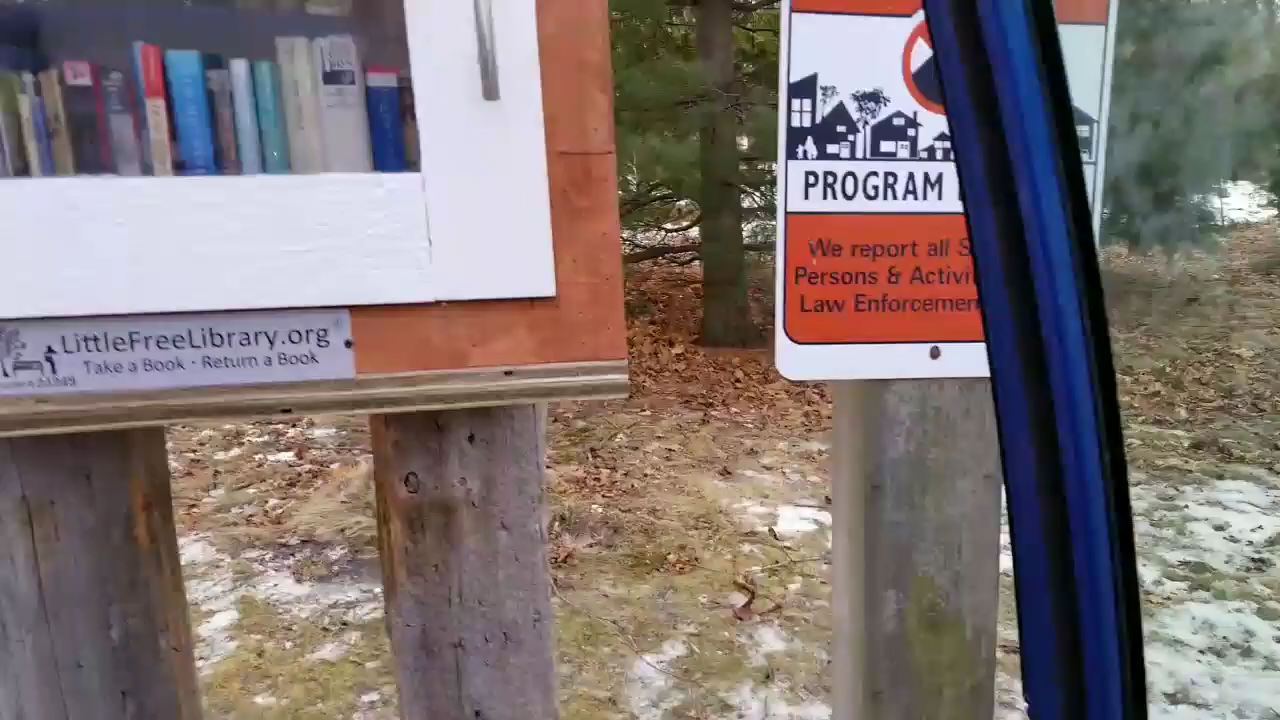 LittleFreeLibrary.org
Take a Book · Return a Book
PROGRAM
We report all S
Persons & Activi
Law Enforcemen